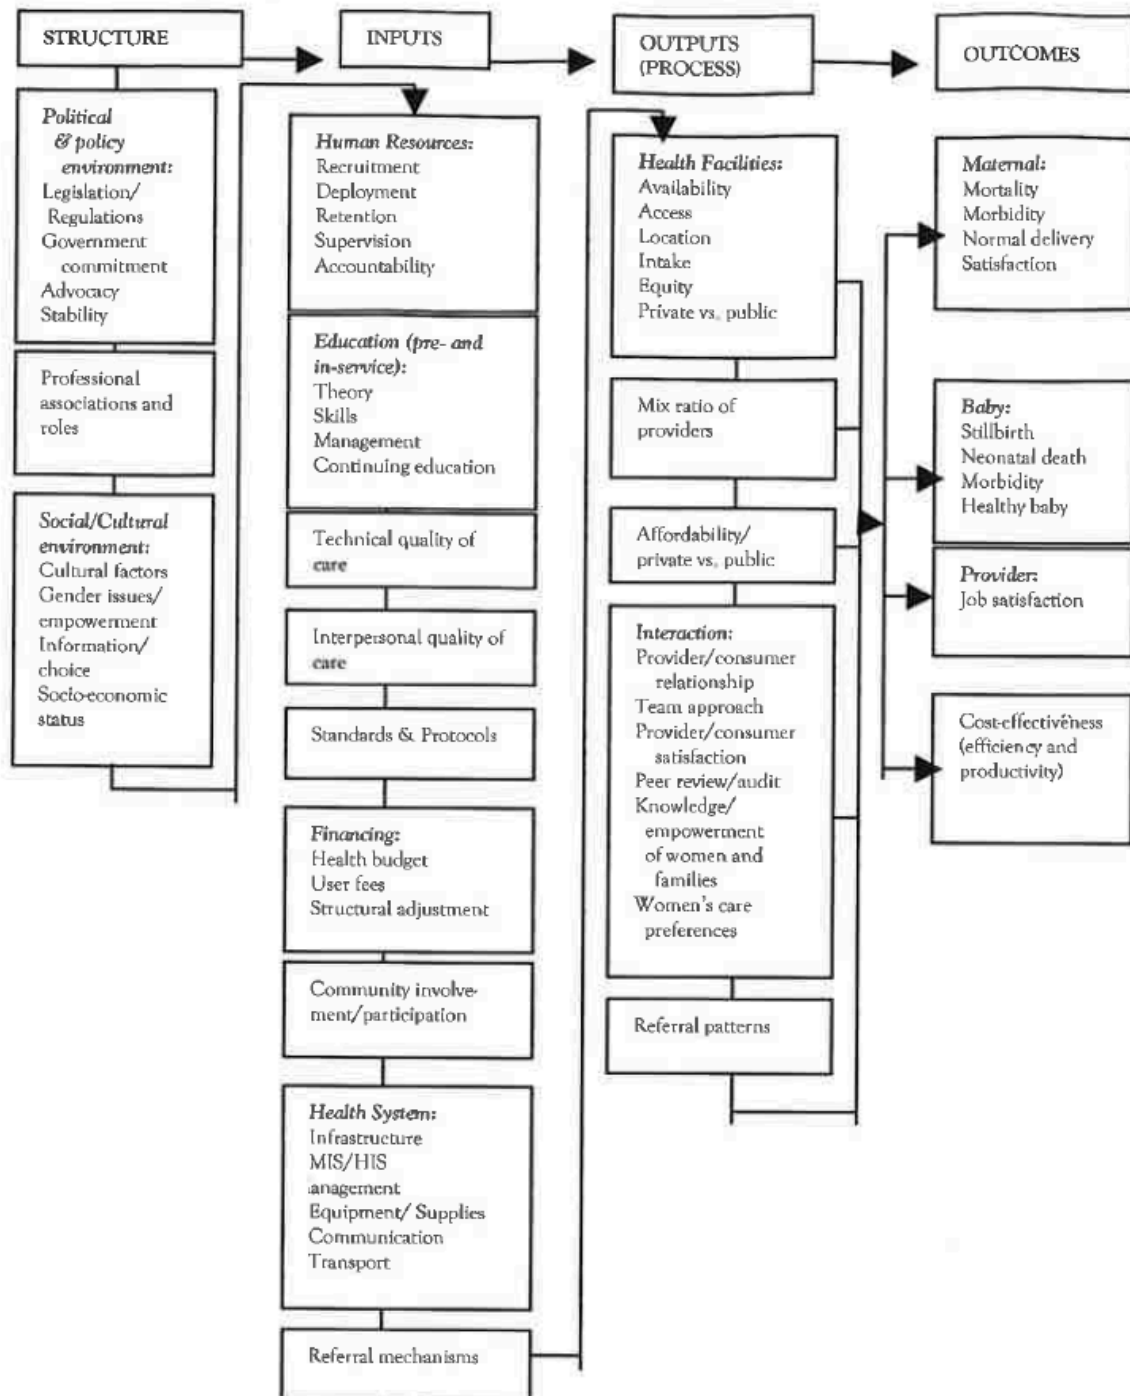 STRUCTURE
INPUTS
OUTPUTS
(PROCESS)
OUTCOMES
Political
& policy
environment:
Legislation/
Regulations
Government
commitment
Advocacy
Stability
Professional
associations and
roles
Social/Cultural
environment:
Cultural factors
Gender issues/
empowerment
Information/
choice
Socio-economic
status
Human Resources:
Recruitment
Deployment
Retention
Supervision
Accountability
Education (pre- and
in-service):
Theory
Skills
Management
Continuing education
Technical quality of
care
Interpersonal quality of
care
Standards & Protocols
Financing:
Health budget
User fees
Structural adjustment
Community involve-
ment/participation
Health System:
Infrastructure
MIS/HIS
anagement
Equipment/ Supplies
Communication
Transport
Referral mechanisms
Health Facilities:
Availability
Access
Location
Intake
Equity
Private vs. public
Mix ratio of
providers
Affordability/
private vs. public
Interaction:
Provider/consumer
relationship
Team approach
Provider/consumer
satisfaction
Peer review/audit
Knowledge/
empowerment
of women and
families
Women's care
preferences
Referral patterns
Maternal:
Mortality
Morbidity
Normal delivery
Satisfaction
Baby:
Stillbirth
Neonatal death
Morbidity
Healthy baby
Provider:
Job satisfaction
Cost-effectiveness
(efficiency and
productivity)